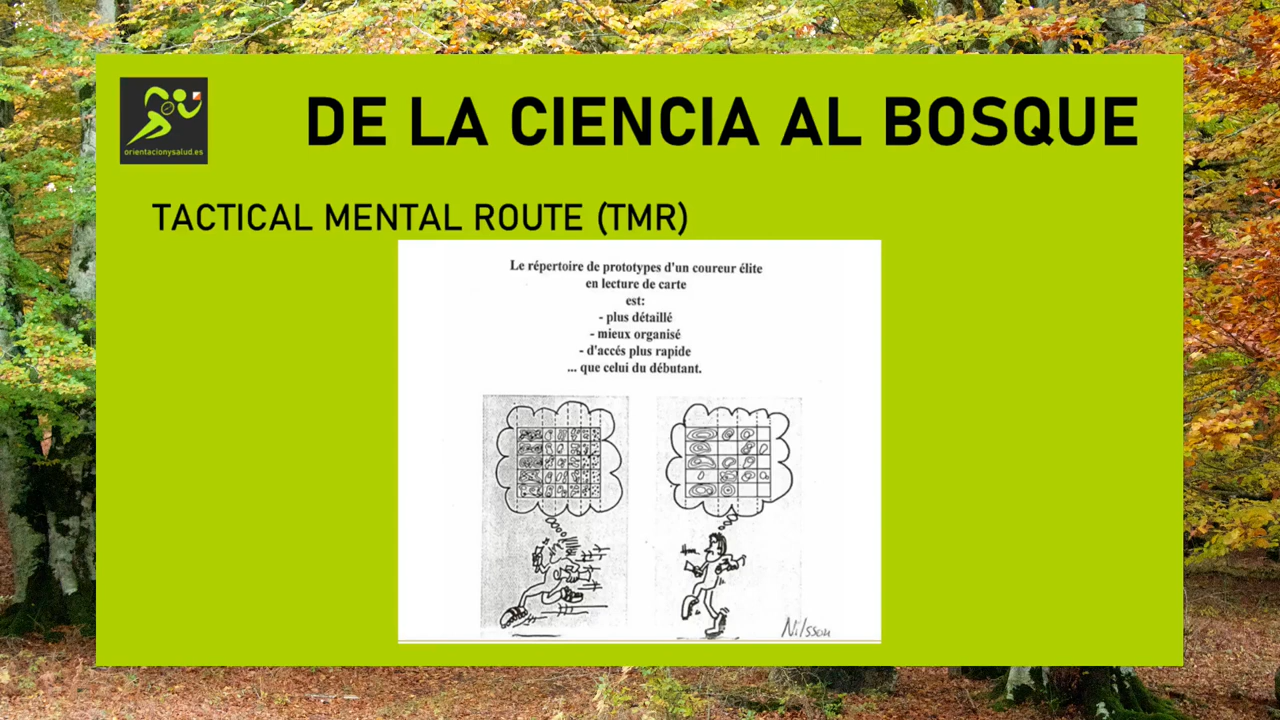 orientacionysalud.es
DE LA CIENCIA AL BOSQUE
TACTICAL MENTAL ROUTE (TMR)
Le répertoire de prototypes d'un coureur élite
en lecture de carte
est:
- plus détaillé
- mieux organisé
- d'accés plus rapide
... que celui du débutant.
Nilsson